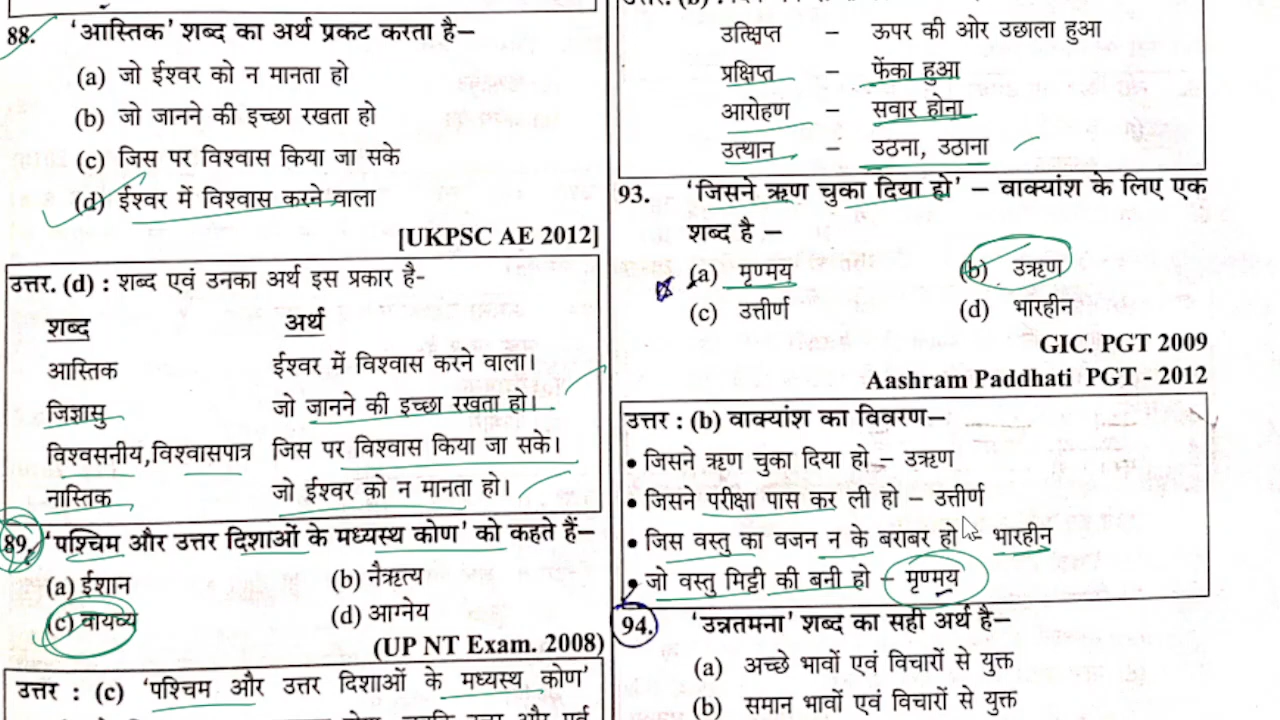 88. 'आस्तिक' शब्द का अर्थ प्रकट करता है–
(a) जो ईश्वर को न मानता हो
(b) जो जानने की इच्छा रखता हो
(c) जिस पर विश्वास किया जा सके
(d) ईश्वर में विश्वास करने वाला
[UKPSC AE 2012]
उत्तर. (d) : शब्द एवं उनका अर्थ इस प्रकार है-
शब्द अर्थ
आस्तिक ईश्वर में विश्वास करने वाला।
जिज्ञासु जो जानने की इच्छा रखता हो।
विश्वसनीय,विश्वासपात्र जिस पर विश्वास किया जा सके।
नास्तिक जो ईश्वर को न मानता हो।
89. 'पश्चिम और उत्तर दिशाओं के मध्यस्थ कोण' को कहते हैं–
(a) ईशान (b) नैऋत्य
(c) वायव्य (d) आग्नेय
(UP NT Exam. 2008)
उत्तर : (c) 'पश्चिम और उत्तर दिशाओं के मध्यस्थ कोण'
उत्तर. (b) :
उत्क्षिप्त – ऊपर की ओर उछाला हुआ
प्रक्षिप्त – फेंका हुआ
आरोहण – सवार होना
उत्थान – उठना, उठाना
93. 'जिसने ऋण चुका दिया हो' – वाक्यांश के लिए एक
शब्द है –
(a) मृण्मय (b) उऋण
(c) उत्तीर्ण (d) भारहीन
GIC. PGT 2009
Aashram Paddhati PGT - 2012
उत्तर : (b) वाक्यांश का विवरण–
• जिसने ऋण चुका दिया हो – उऋण
• जिसने परीक्षा पास कर ली हो – उत्तीर्ण
• जिस वस्तु का वजन न के बराबर हो – भारहीन
• जो वस्तु मिट्टी की बनी हो – मृण्मय
94. 'उन्नतमना' शब्द का सही अर्थ है–
(a) अच्छे भावों एवं विचारों से युक्त
(b) समान भावों एवं विचारों से युक्त